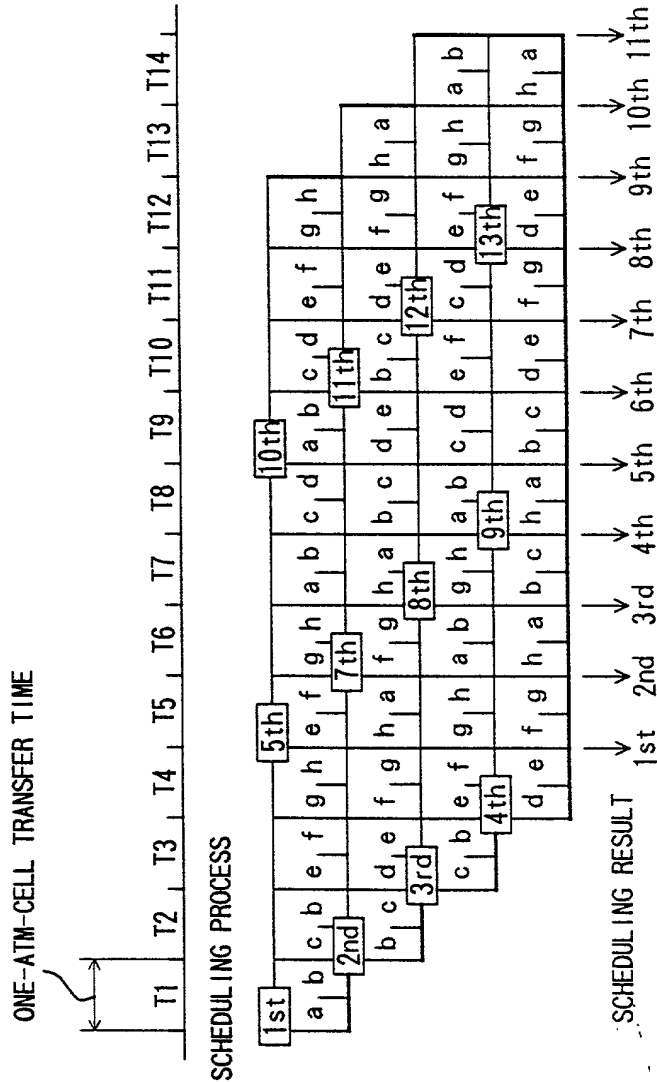 ONE-ATM-CELL TRANSFER TIME
T1 T2 T3 T4 T5 T6 T7 T8 T9 T10 T11 T12 T13 T14
SCHEDULING PROCESS
1st 5th 10th
a b c b e f g h e f g h a b c d a b c d e f g h
2nd 7th 11th
b c d e f g h a f g h a b c d e b c d e f g h a
3rd 8th 12th
c b e f g h a b g h a b c d e f c d e f g h a b
4th 9th 13th
d e f g h a b c h a b c d e f g d e f g h a
SCHEDULING RESULT
1st 2nd 3rd 4th 5th 6th 7th 8th 9th 10th 11th